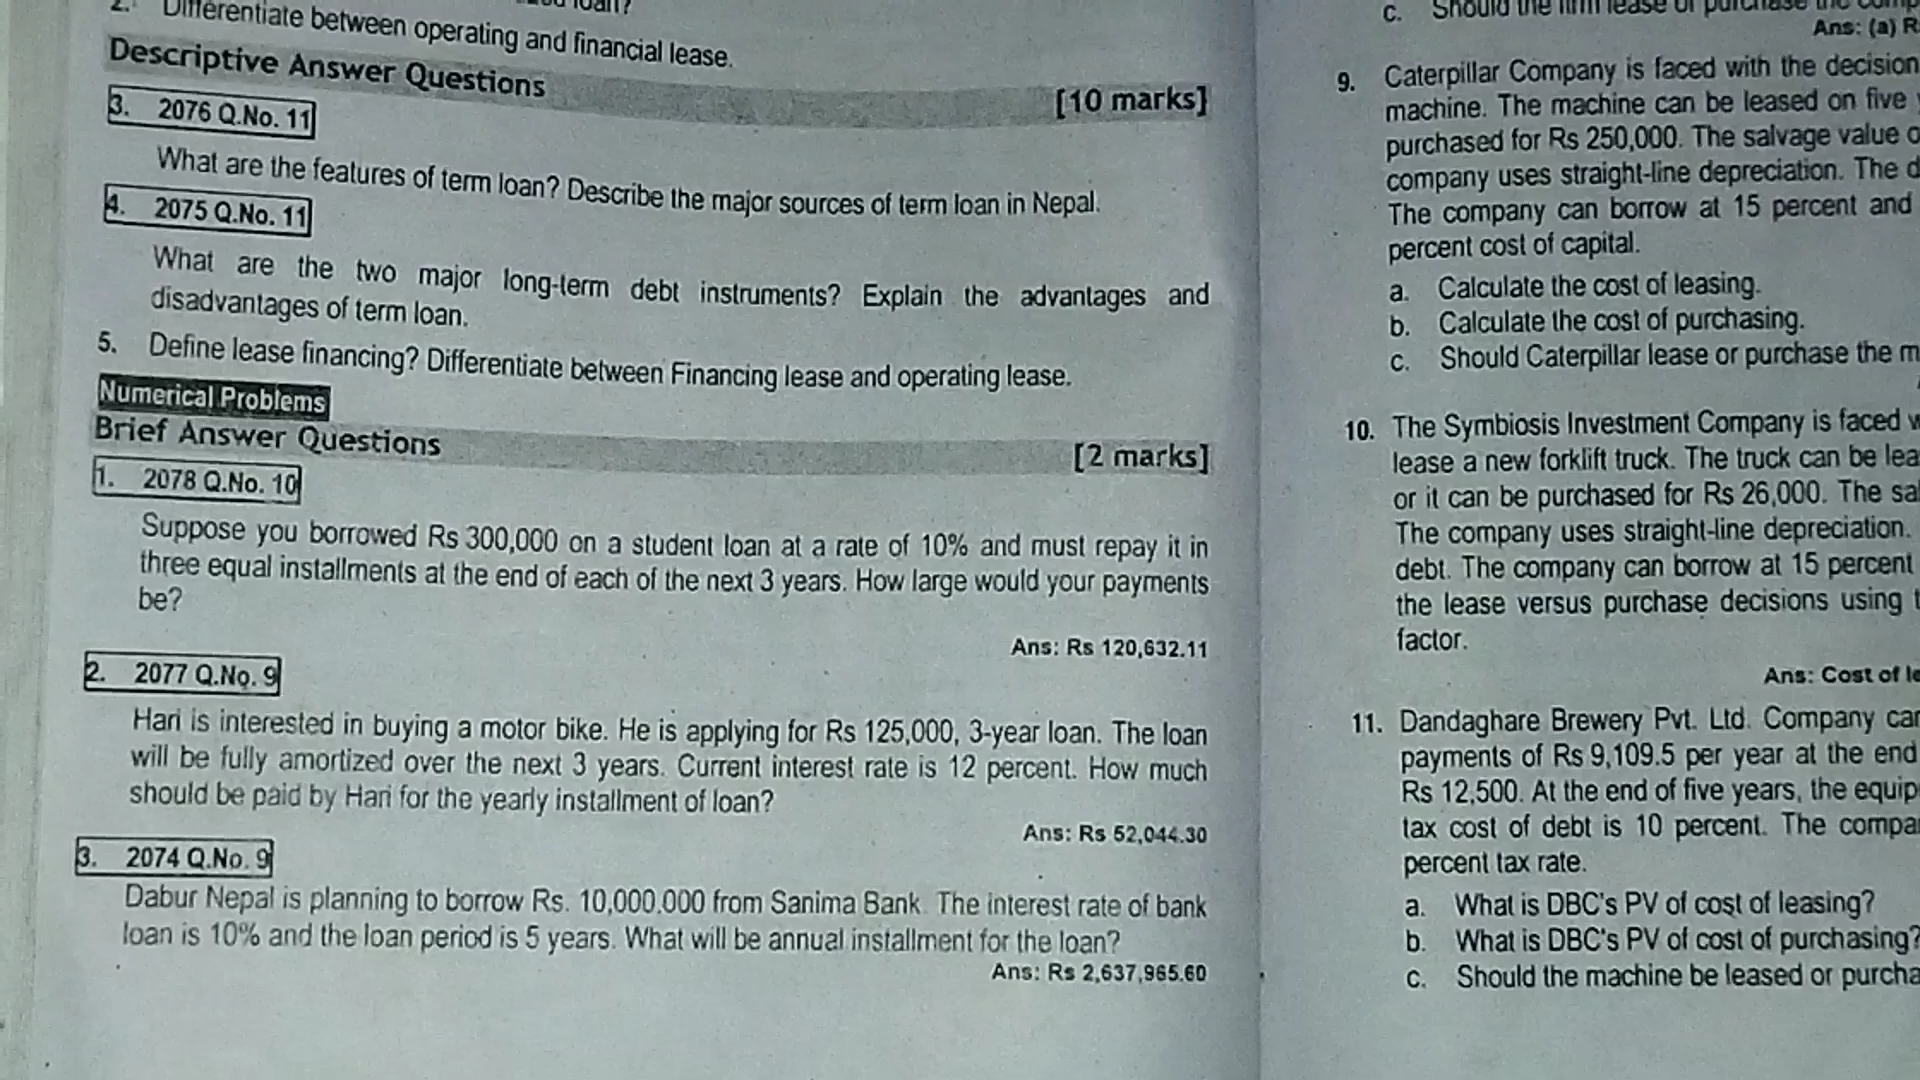 2. Differentiate between operating and financial lease.
Descriptive Answer Questions [10 marks]
3. 2076 Q.No. 11
What are the features of term loan? Describe the major sources of term loan in Nepal.
4. 2075 Q.No. 11
What are the two major long-term debt instruments? Explain the advantages and
disadvantages of term loan.
5. Define lease financing? Differentiate between Financing lease and operating lease.
Numerical Problems
Brief Answer Questions [2 marks]
1. 2078 Q.No. 10
Suppose you borrowed Rs 300,000 on a student loan at a rate of 10% and must repay it in
three equal installments at the end of each of the next 3 years. How large would your payments
be?
Ans: Rs 120,632.11
2. 2077 Q.No. 9
Hari is interested in buying a motor bike. He is applying for Rs 125,000, 3-year loan. The loan
will be fully amortized over the next 3 years. Current interest rate is 12 percent. How much
should be paid by Hari for the yearly installment of loan?
Ans: Rs 52,044.30
3. 2074 Q.No. 9
Dabur Nepal is planning to borrow Rs. 10,000,000 from Sanima Bank. The interest rate of bank
loan is 10% and the loan period is 5 years. What will be annual installment for the loan?
Ans: Rs 2,637,965.60
c. Should the firm lease or purchase the
Ans: (a) R
9. Caterpillar Company is faced with the decision
machine. The machine can be leased on five
purchased for Rs 250,000. The salvage value
company uses straight-line depreciation. The
The company can borrow at 15 percent and
percent cost of capital.
a. Calculate the cost of leasing.
b. Calculate the cost of purchasing.
c. Should Caterpillar lease or purchase the m
10. The Symbiosis Investment Company is faced w
lease a new forklift truck. The truck can be lea
or it can be purchased for Rs 26,000. The sal
The company uses straight-line depreciation.
debt. The company can borrow at 15 percent
the lease versus purchase decisions using t
factor.
Ans: Cost of le
11. Dandaghare Brewery Pvt. Ltd. Company can
payments of Rs 9,109.5 per year at the end
Rs 12,500. At the end of five years, the equip
tax cost of debt is 10 percent. The compan
percent tax rate.
a. What is DBC's PV of cost of leasing?
b. What is DBC's PV of cost of purchasing?
c. Should the machine be leased or purcha